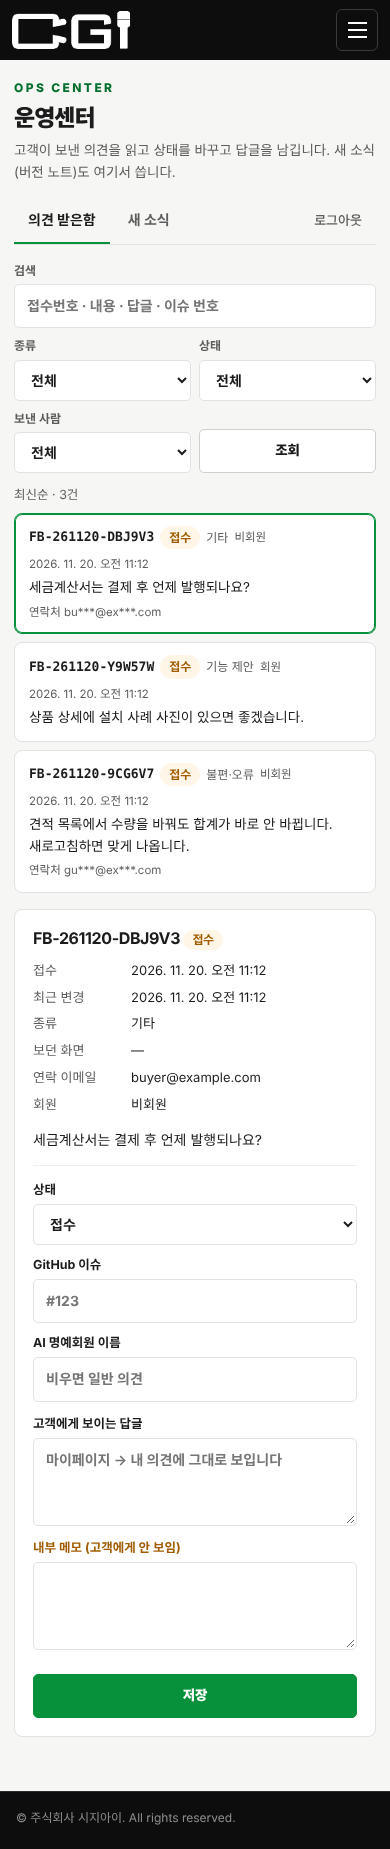 CGI
OPS CENTER
운영센터
고객이 보낸 의견을 읽고 상태를 바꾸고 답글을 남깁니다. 새 소식
(버전 노트)도 여기서 씁니다.
의견 받은함 새 소식 로그아웃
검색
접수번호 · 내용 · 답글 · 이슈 번호
종류 상태
전체 전체
보낸 사람
전체 조회
최신순 · 3건
FB-261120-DBJ9V3 접수 기타 비회원
2026. 11. 20. 오전 11:12
세금계산서는 결제 후 언제 발행되나요?
연락처 bu***@ex***.com
FB-261120-Y9W57W 접수 기능 제안 회원
2026. 11. 20. 오전 11:12
상품 상세에 설치 사례 사진이 있으면 좋겠습니다.
FB-261120-9CG6V7 접수 불편·오류 비회원
2026. 11. 20. 오전 11:12
견적 목록에서 수량을 바꿔도 합계가 바로 안 바뀝니다.
새로고침하면 맞게 나옵니다.
연락처 gu***@ex***.com
FB-261120-DBJ9V3 접수
접수 2026. 11. 20. 오전 11:12
최근 변경 2026. 11. 20. 오전 11:12
종류 기타
보던 화면 —
연락 이메일 buyer@example.com
회원 비회원
세금계산서는 결제 후 언제 발행되나요?
상태
접수
GitHub 이슈
#123
AI 명예회원 이름
비우면 일반 의견
고객에게 보이는 답글
마이페이지 → 내 의견에 그대로 보입니다
내부 메모 (고객에게 안 보임)
저장
© 주식회사 시지아이. All rights reserved.